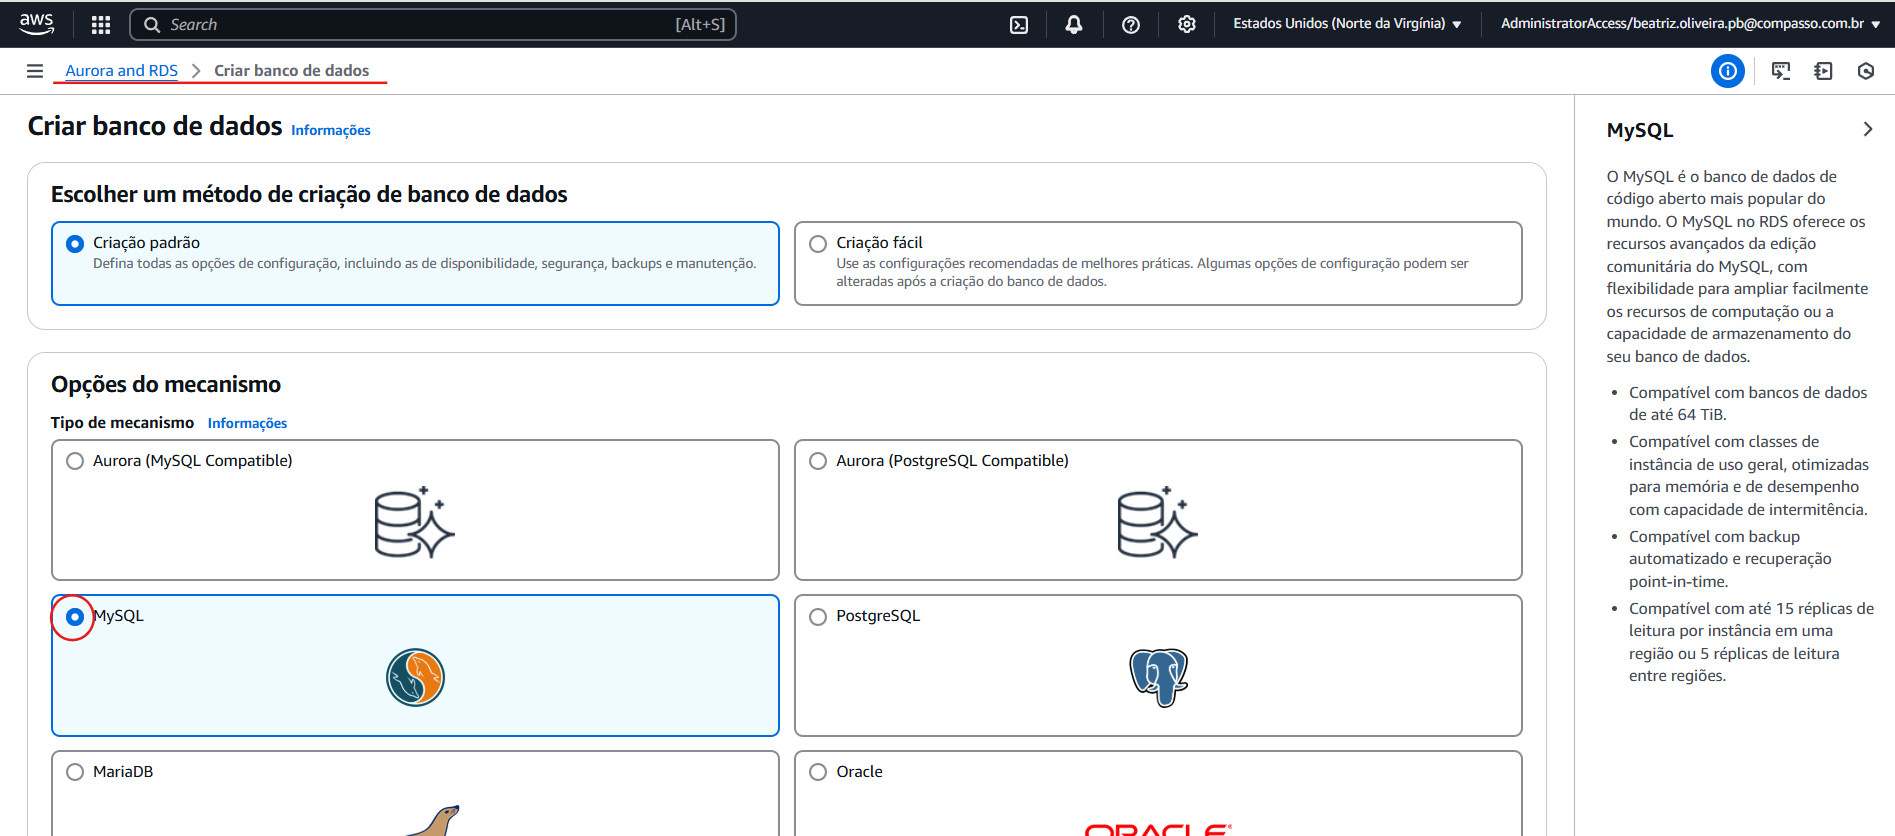 aws
Search [Alt+S]
Estados Unidos (Norte da Virgínia)
AdministratorAccess/beatriz.oliveira.pb@compasso.com.br
Aurora and RDS > Criar banco de dados
Criar banco de dados Informações
Escolher um método de criação de banco de dados
Criação padrão
Defina todas as opções de configuração, incluindo as de disponibilidade, segurança, backups e manutenção.
Criação fácil
Use as configurações recomendadas de melhores práticas. Algumas opções de configuração podem ser
alteradas após a criação do banco de dados.
Opções do mecanismo
Tipo de mecanismo Informações
Aurora (MySQL Compatible)
Aurora (PostgreSQL Compatible)
MySQL
PostgreSQL
MariaDB
Oracle
ORACLE
MySQL
O MySQL é o banco de dados de
código aberto mais popular do
mundo. O MySQL no RDS oferece os
recursos avançados da edição
comunitária do MySQL, com
flexibilidade para ampliar facilmente
os recursos de computação ou a
capacidade de armazenamento do
seu banco de dados.
• Compatível com bancos de dados
de até 64 TiB.
• Compatível com classes de
instância de uso geral, otimizadas
para memória e de desempenho
com capacidade de intermitência.
• Compatível com backup
automatizado e recuperação
point-in-time.
• Compatível com até 15 réplicas de
leitura por instância em uma
região ou 5 réplicas de leitura
entre regiões.